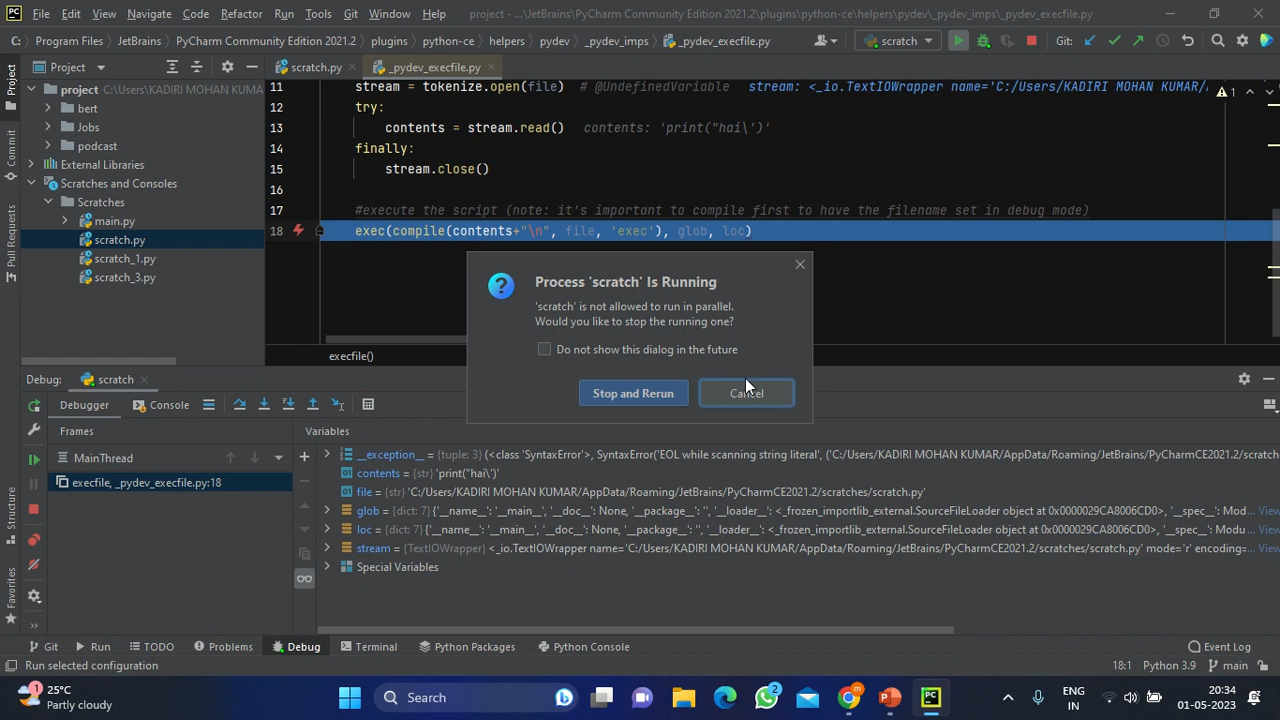 PC File Edit View Navigate Code Refactor Run Tools Git Window Help project - ...\JetBrains\PyCharm Community Edition 2021.2\plugins\python-ce\helpers\pydev\_pydev_imps\_pydev_execfile.py
Program Files JetBrains PyCharm Community Edition 2021.2 plugins python-ce helpers pydev _pydev_imps _pydev_execfile.py scratch Git:
Project scratch.py _pydev_execfile.py
project C:\Users\KADIRI MOHAN KUMA
bert
Jobs
podcast
External Libraries
Scratches and Consoles
Scratches
main.py
scratch.py
scratch_1.py
scratch_3.py
Project
Commit
Pull Requests
Structure
Favorites
11 stream = tokenize.open(file) # @UndefinedVariable stream: <_io.TextIOWrapper name='C:/Users/KADIRI MOHAN KUMAR/
1
12 try:
13 contents = stream.read() contents: 'print("hai\')'
14 finally:
15 stream.close()
16
17 #execute the script (note: it's important to compile first to have the filename set in debug mode)
18 exec(compile(contents+"\n", file, 'exec'), glob, loc)
execfile()
Process 'scratch' Is Running
'scratch' is not allowed to run in parallel.
Would you like to stop the running one?
Do not show this dialog in the future
Stop and Rerun Cancel
Debug: scratch
Debugger Console
Frames Variables
MainThread
execfile, _pydev_execfile.py:18
__exception__ = {tuple: 3} (<class 'SyntaxError'>, SyntaxError('EOL while scanning string literal', ('C:/Users/KADIRI MOHAN KUMAR/AppData/Roaming/JetBrains/PyCharmCE2021.2/scratche
contents = {str} 'print("hai\')'
file = {str} 'C:/Users/KADIRI MOHAN KUMAR/AppData/Roaming/JetBrains/PyCharmCE2021.2/scratches/scratch.py'
glob = {dict: 7} {'__name__': '__main__', '__doc__': None, '__package__': '', '__loader__': <_frozen_importlib_external.SourceFileLoader object at 0x0000029CA8006CD0>, '__spec__': Mod... View
loc = {dict: 7} {'__name__': '__main__', '__doc__': None, '__package__': '', '__loader__': <_frozen_importlib_external.SourceFileLoader object at 0x0000029CA8006CD0>, '__spec__': Modu... View
stream = {TextIOWrapper} <_io.TextIOWrapper name='C:/Users/KADIRI MOHAN KUMAR/AppData/Roaming/JetBrains/PyCharmCE2021.2/scratches/scratch.py' mode='r' encoding=... View
Special Variables
Git Run TODO Problems Debug Terminal Python Packages Python Console Event Log
Run selected configuration 18:1 Python 3.9 main
25°C
Partly cloudy
Search
2
m
ENG
IN
20:34
01-05-2023